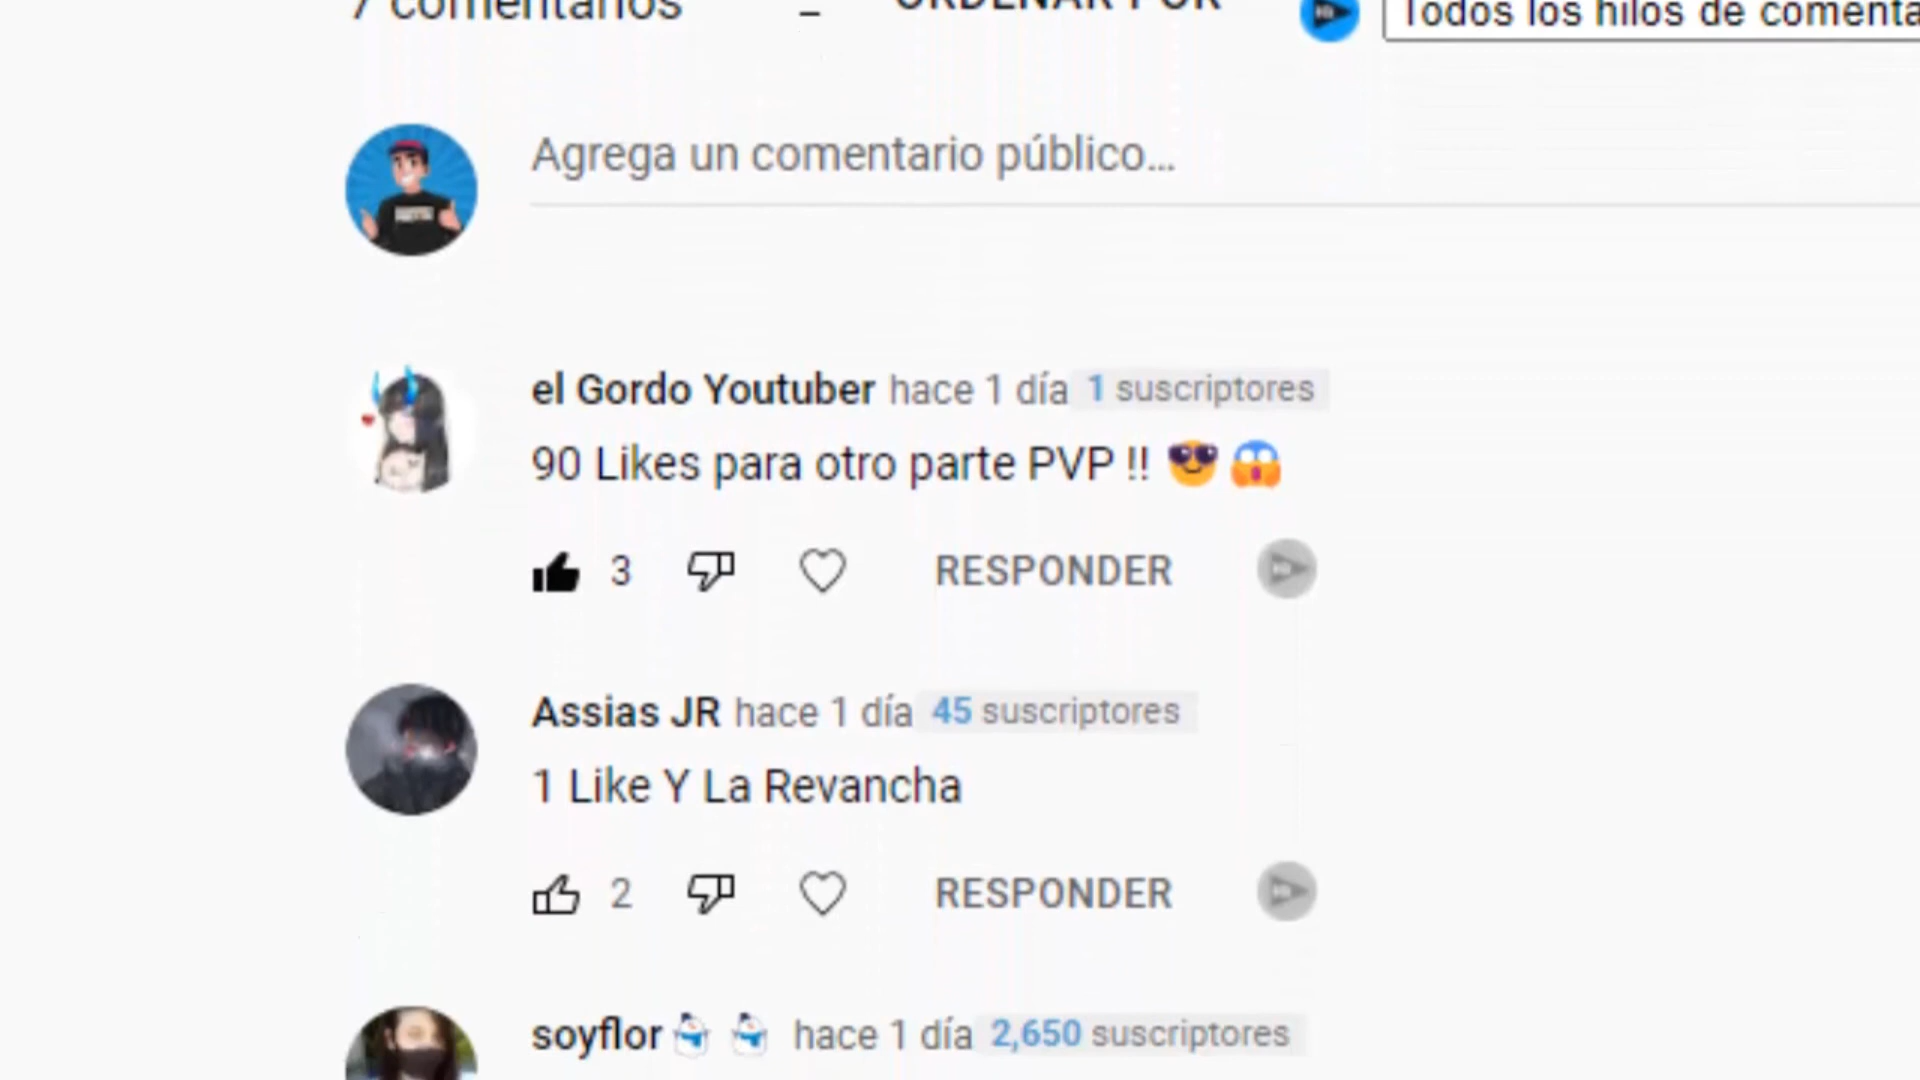 7 comentarios ORDENAR POR Todos los hilos de comenta
Agrega un comentario público...
el Gordo Youtuber hace 1 día 1 suscriptores
90 Likes para otro parte PVP !! 😎 😱
3 RESPONDER
Assias JR hace 1 día 45 suscriptores
1 Like Y La Revancha
2 RESPONDER
soyflor⛄ ⛄ hace 1 día 2,650 suscriptores